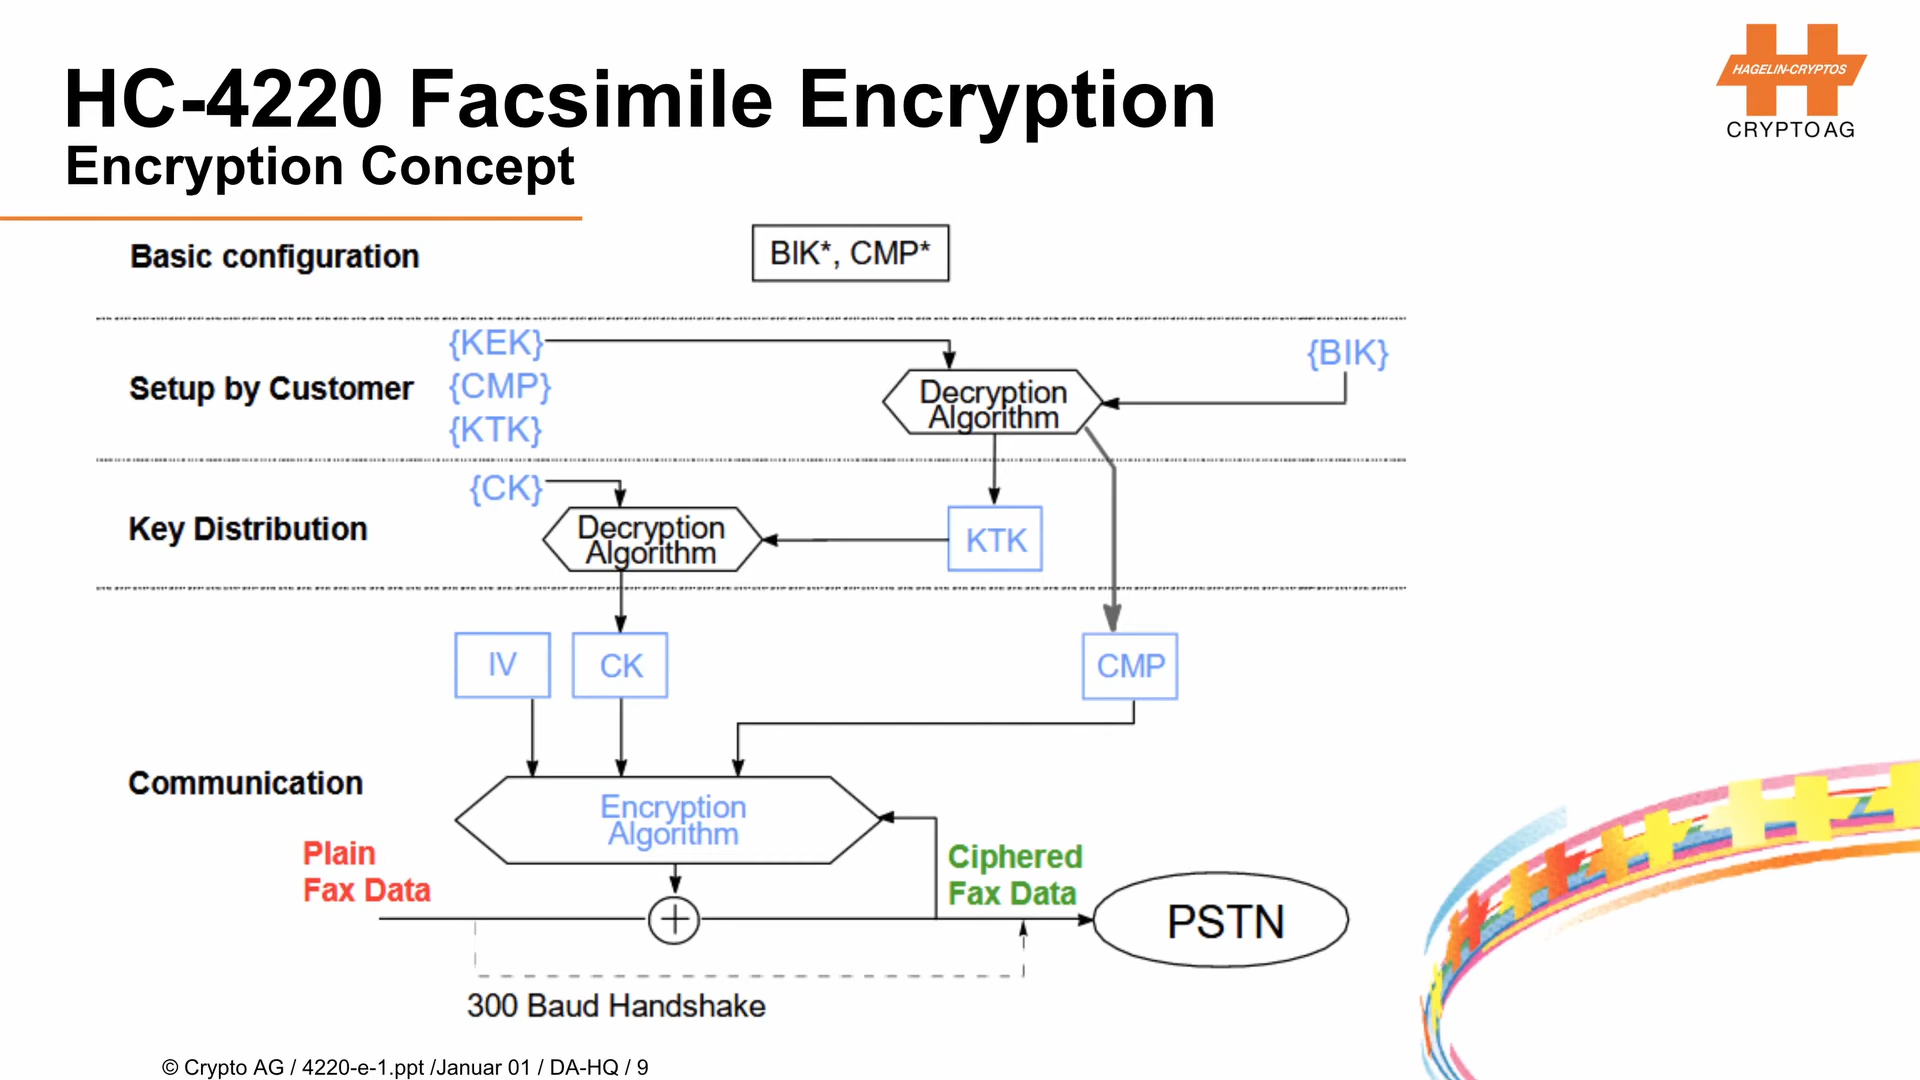 HC-4220 Facsimile Encryption
Encryption Concept
HAGELIN-CRYPTOS
CRYPTO AG
Basic configuration
BIK*, CMP*
Setup by Customer
{KEK}
{CMP}
{KTK}
Decryption
Algorithm
{BIK}
Key Distribution
{CK}
Decryption
Algorithm
KTK
IV
CK
CMP
Communication
Encryption
Algorithm
Plain
Fax Data
Ciphered
Fax Data
PSTN
300 Baud Handshake
© Crypto AG / 4220-e-1.ppt /Januar 01 / DA-HQ / 9